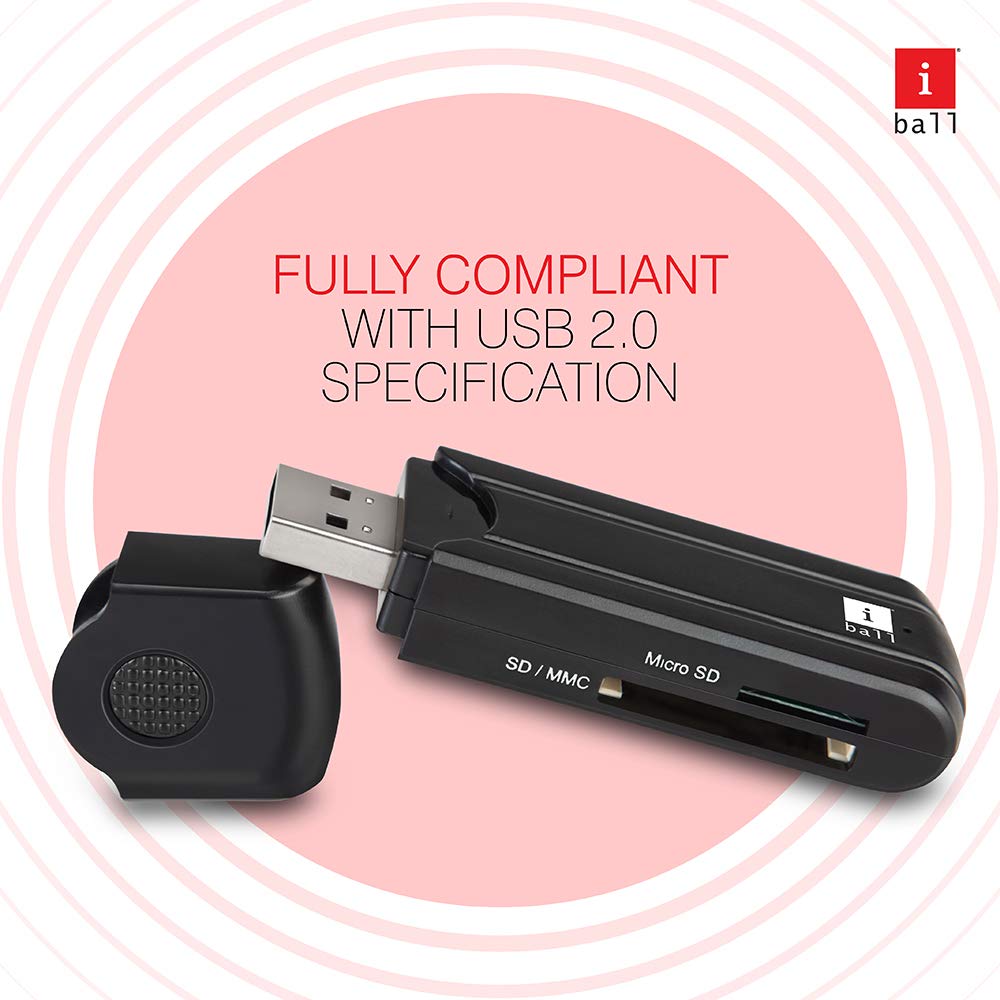 i
ball
FULLY COMPLIANT
WITH USB 2.0
SPECIFICATION
i
ball
Micro SD
SD / MMC